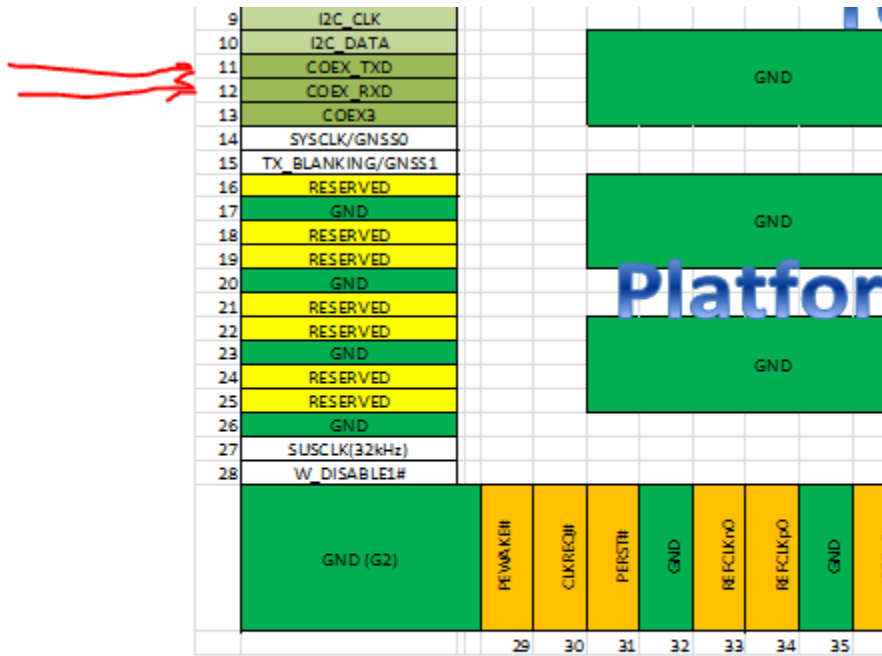 9 I2C_CLK
10 I2C_DATA
11 COEX_TXD
12 COEX_RXD
13 COEX3
14 SYSCLK/GNSS0
15 TX_BLANKING/GNSS1
16 RESERVED
17 GND
18 RESERVED
19 RESERVED
20 GND
21 RESERVED
22 RESERVED
23 GND
24 RESERVED
25 RESERVED
26 GND
27 SUSCLK(32kHz)
28 W_DISABLE1#
GND
GND
Platfor
GND
GND (G2)
PEWAKE#
CLKREQ#
PERST#
GND
REFCLKn0
REFCLKp0
GND
29 30 31 32 33 34 35